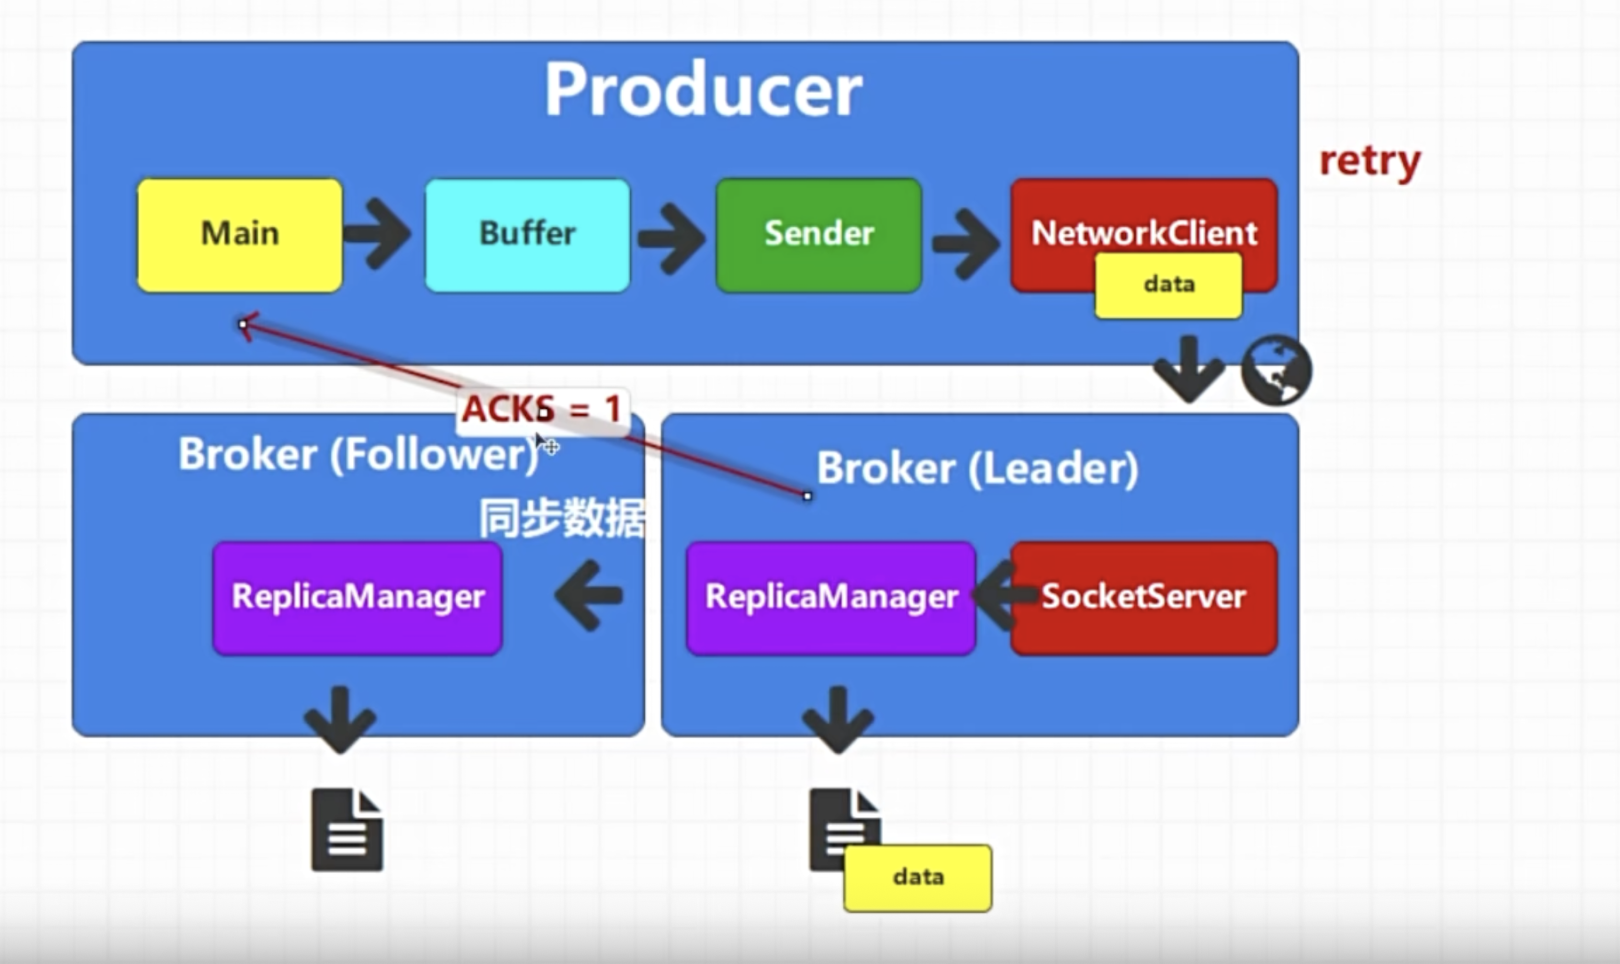 Producer
retry
Main
Buffer
Sender
NetworkClient
data
ACKS = 1
Broker (Follower)
同步数据
ReplicaManager
Broker (Leader)
ReplicaManager
SocketServer
data